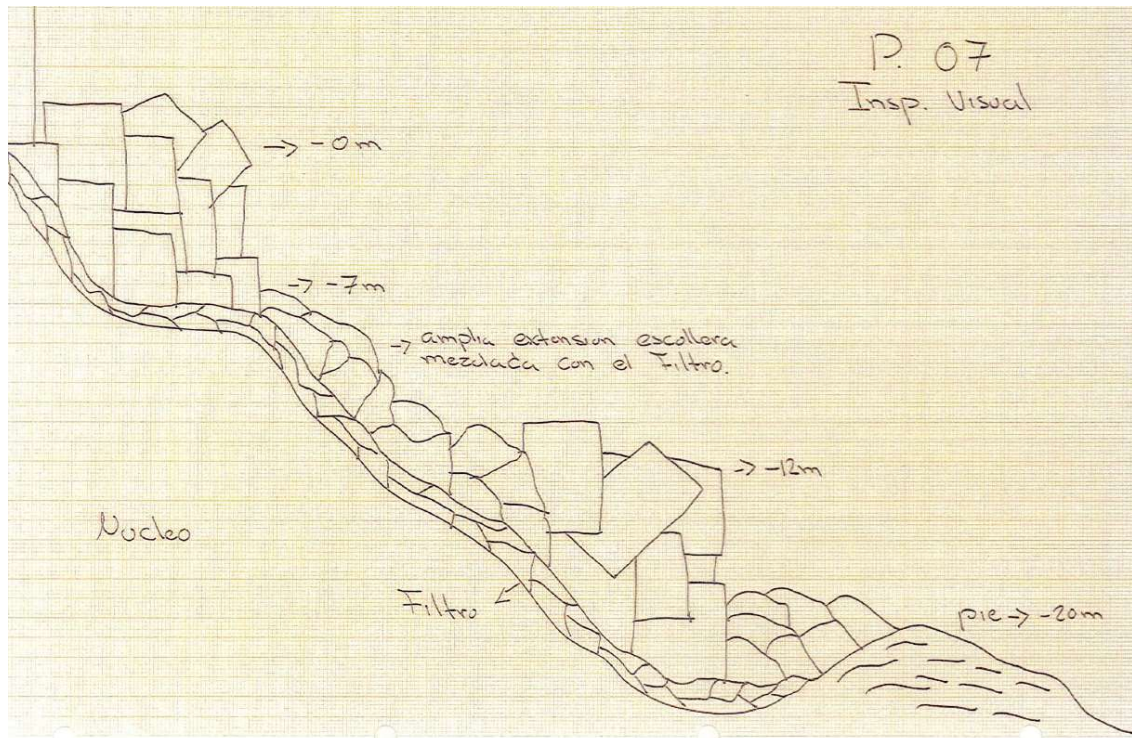 P. 07
Insp. Visual
→ -0m
→ -7m
→ amplia extension escollera
mezclada con el Filtro.
→ -12m
Nucleo
Filtro ←
pie → -20m